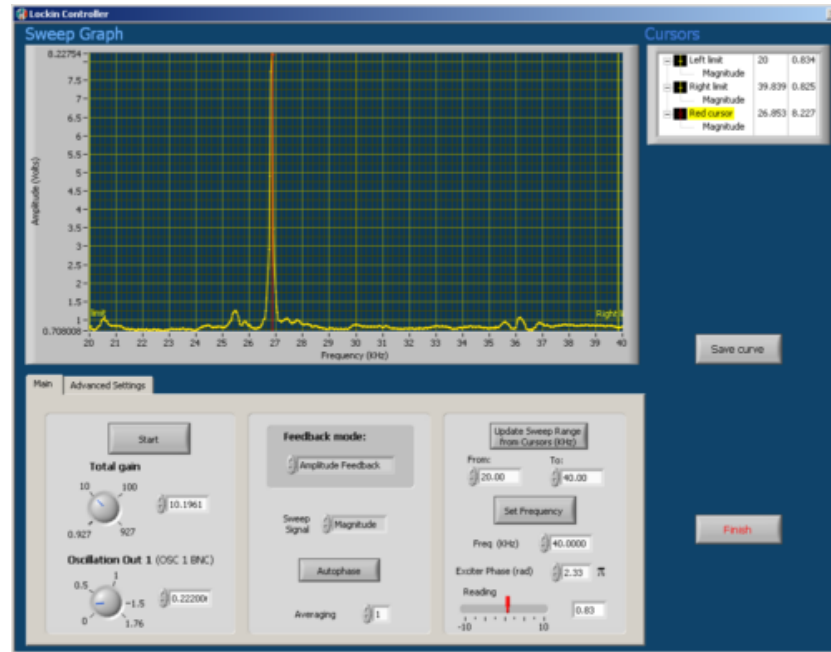 Lockin Controller
Sweep Graph
Cursors
8.22754
7.5
7
6.5
6
5.5
5
4.5
4
3.5
3
2.5
2
1.5
1
0.708008
Amplitude (Volts)
limit
20 21 22 23 24 25 26 27 28 29 30 31 32 33 34 35 36 37 38 39 40
Frequency (KHz)
Left limit 20 0.834
Magnitude
Right limit 39.839 0.825
Magnitude
Red cursor 26.853 8.227
Magnitude
Save curve
Finish
Main Advanced Settings
Start
Total gain
10 100
0.927 927
10.1961
Oscillation Out 1 (OSC 1 BNC)
0.5 1
1.5
0 1.76
Feedback mode:
Amplitude Feedback
Sweep Signal Magnitude
Autophase
Averaging 1
Update Sweep Range
from Cursors (KHz)
From: To:
20.00 40.00
Set Frequency
Freq (KHz) 40.0000
Exciter Phase (rad) 2.33 π
Reading
-10 10
0.83